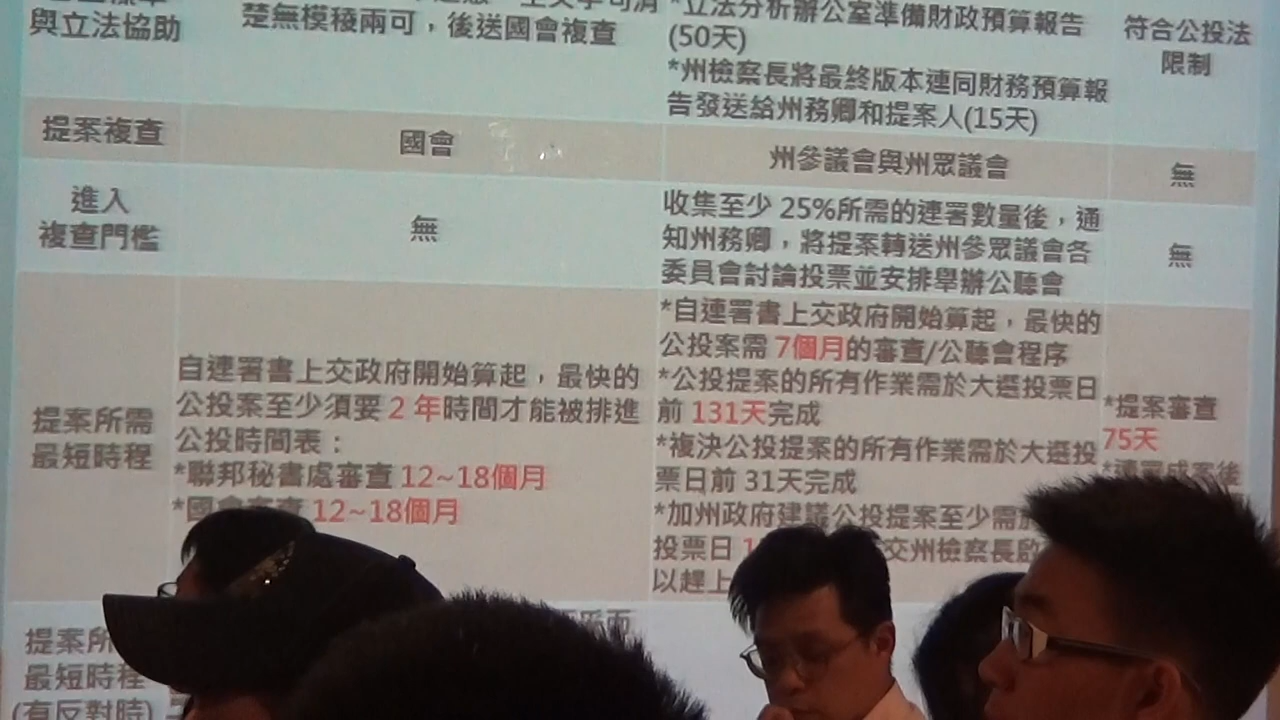 與立法協助
楚無模稜兩可，後送國會複查
*立法分析辦公室準備財政預算報告
(50天)
*州檢察長將最終版本連同財務預算報
告發送給州務卿和提案人(15天)
符合公投法
限制
提案複查
國會
州參議會與州眾議會
無
進入
複查門檻
無
收集至少 25%所需的連署數量後，通
知州務卿，將提案轉送州參眾議會各
委員會討論投票並安排舉辦公聽會
無
提案所需
最短時程
自連署書上交政府開始算起，最快的
公投案至少須要 2 年時間才能被排進
公投時間表：
*聯邦秘書處審查 12~18個月
*國會審查 12~18個月
*自連署書上交政府開始算起，最快的
公投案需 7個月的審查/公聽會程序
*公投提案的所有作業需於大選投票日
前 131天完成
*複決公投提案的所有作業需於大選投
票日前 31天完成
*加州政府建議公投提案至少需
投票日 1 交州檢察長啟
以趕上
*提案審查
75天
*連署成案後
提案所
最短時程
(有反對時)